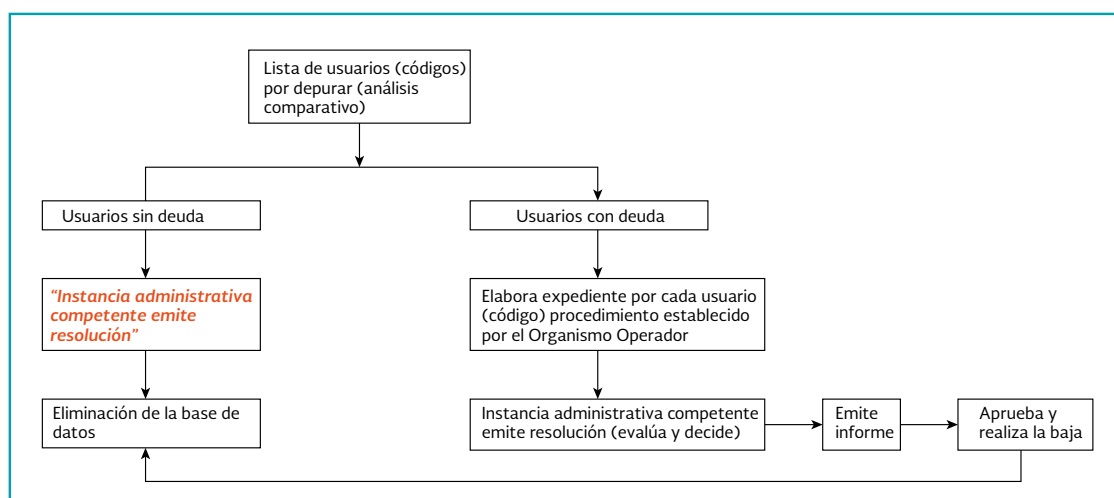 Lista de usuarios (códigos)
por depurar (análisis
comparativo)
Usuarios sin deuda
Usuarios con deuda
“Instancia administrativa
competente emite
resolución”
Elabora expediente por cada usuario
(código) procedimiento establecido
por el Organismo Operador
Eliminación de la base de
datos
Instancia administrativa competente
emite resolución (evalúa y decide)
Emite
informe
Aprueba y
realiza la baja